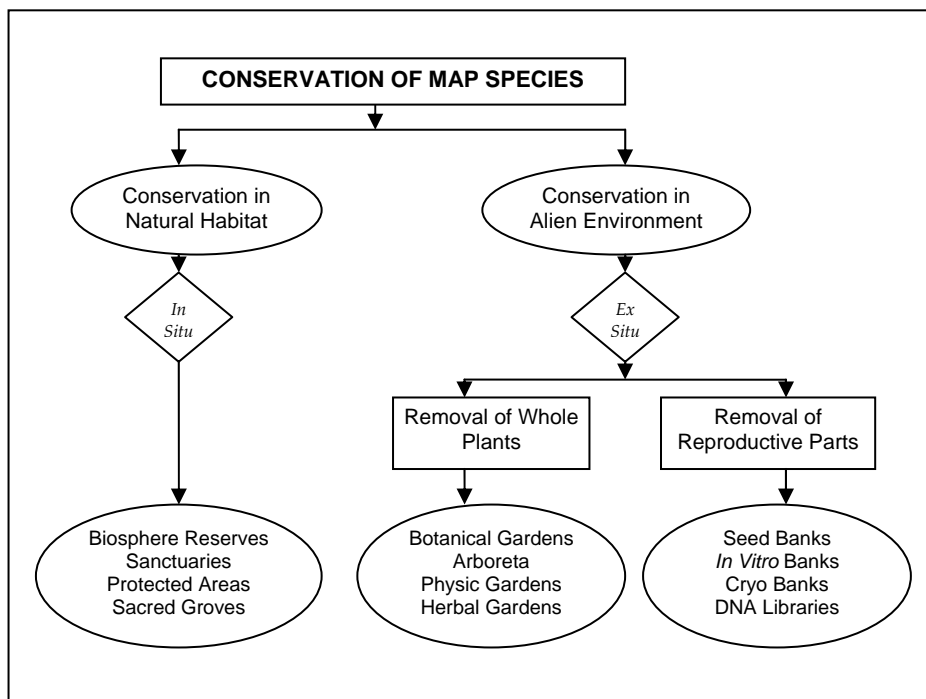 CONSERVATION OF MAP SPECIES
Conservation in
Natural Habitat
Conservation in
Alien Environment
In
Situ
Ex
Situ
Removal of Whole
Plants
Removal of
Reproductive Parts
Biosphere Reserves
Sanctuaries
Protected Areas
Sacred Groves
Botanical Gardens
Arboreta
Physic Gardens
Herbal Gardens
Seed Banks
In Vitro Banks
Cryo Banks
DNA Libraries